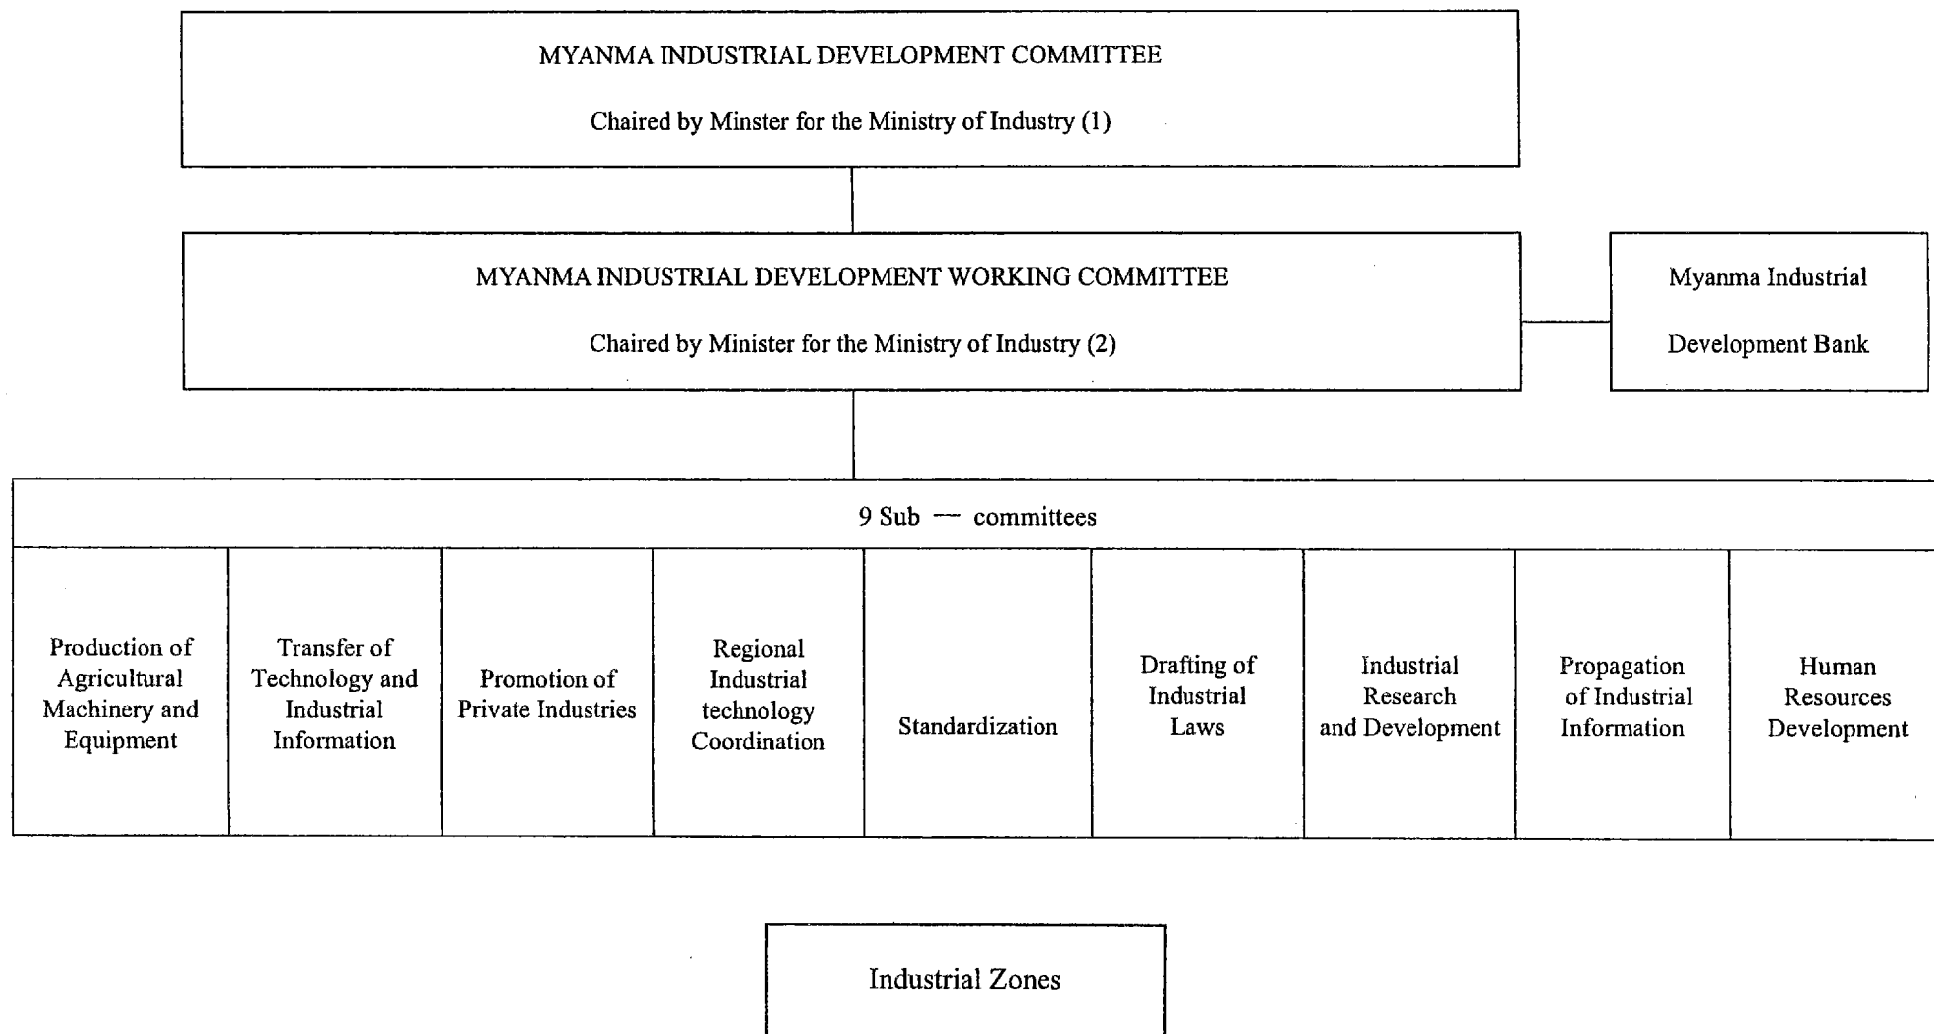 MYANMA INDUSTRIAL DEVELOPMENT COMMITTEE
Chaired by Minster for the Ministry of Industry (1)
MYANMA INDUSTRIAL DEVELOPMENT WORKING COMMITTEE
Chaired by Minister for the Ministry of Industry (2)
Myanma Industrial
Development Bank
9 Sub — committees
Production of
Agricultural
Machinery and
Equipment
Transfer of
Technology and
Industrial
Information
Promotion of
Private Industries
Regional
Industrial
technology
Coordination
Standardization
Drafting of
Industrial
Laws
Industrial
Research
and Development
Propagation
of Industrial
Information
Human
Resources
Development
Industrial Zones